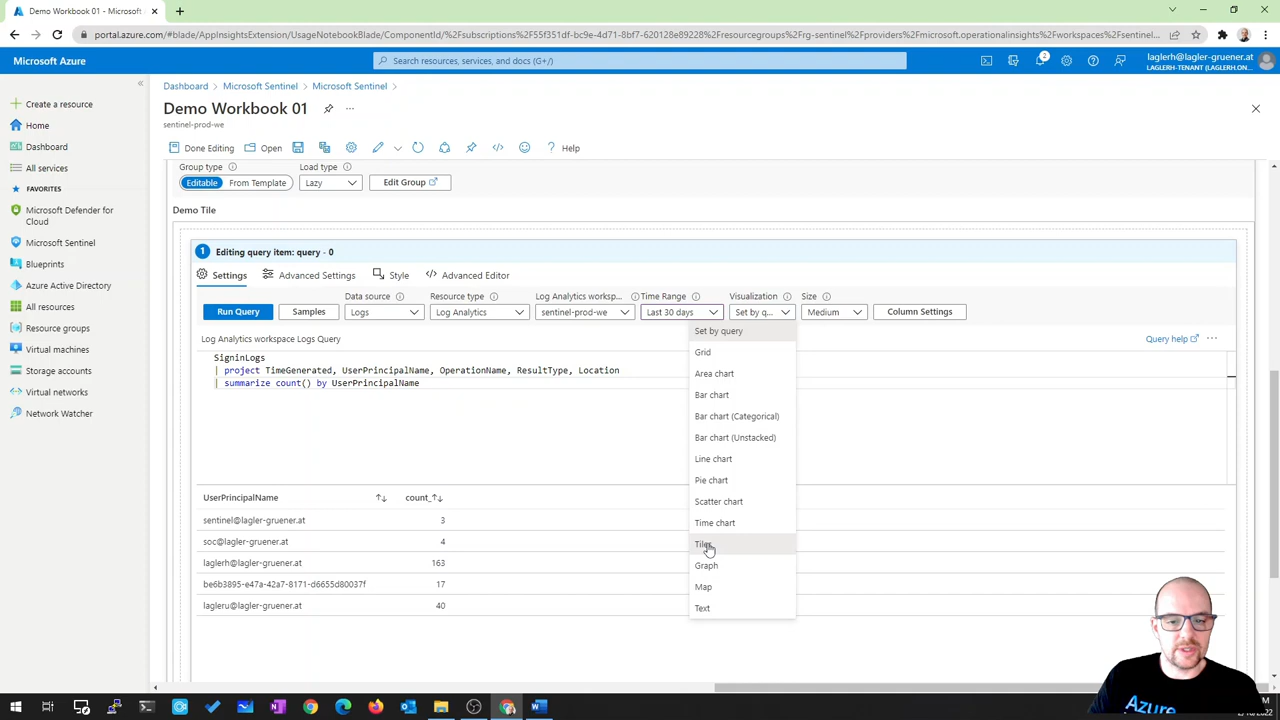 Demo Workbook 01 - Microsoft
portal.azure.com/#blade/AppInsightsExtension/UsageNotebookBlade/ComponentId/%2Fsubscriptions%2F55f351df-bc9e-4d71-8bf7-620128e89228%2Fresourcegroups%2Frg-sentinel%2Fproviders%2Fmicrosoft.operationalinsights%2Fworkspaces%2Fsentinel...
Microsoft Azure
Search resources, services, and docs (G+/)
2
laglerh@lagler-gruener.at
LAGLERH-TENANT (LAGLERH.ON...
Create a resource
Home
Dashboard
All services
FAVORITES
Microsoft Defender for
Cloud
Microsoft Sentinel
Blueprints
Azure Active Directory
All resources
Resource groups
Virtual machines
Storage accounts
Virtual networks
Network Watcher
Dashboard > Microsoft Sentinel > Microsoft Sentinel >
Demo Workbook 01
sentinel-prod-we
Done Editing Open Help
Group type Load type
Editable From Template Lazy Edit Group
Demo Tile
1 Editing query item: query - 0
Settings Advanced Settings Style Advanced Editor
Data source Resource type Log Analytics worksp... Time Range Visualization Size
Run Query Samples Logs Log Analytics sentinel-prod-we Last 30 days Set by q... Medium Column Settings
Log Analytics workspace Logs Query
Query help
SigninLogs
| project TimeGenerated, UserPrincipalName, OperationName, ResultType, Location
| summarize count() by UserPrincipalName
Set by query
Grid
Area chart
Bar chart
Bar chart (Categorical)
Bar chart (Unstacked)
Line chart
Pie chart
Scatter chart
Time chart
Tiles
Graph
Map
Text
UserPrincipalName count_
sentinel@lagler-gruener.at 3
soc@lagler-gruener.at 4
laglerh@lagler-gruener.at 163
be6b3895-e47a-42a7-8171-d6655d80037f 17
lagleru@lagler-gruener.at 40
Azure